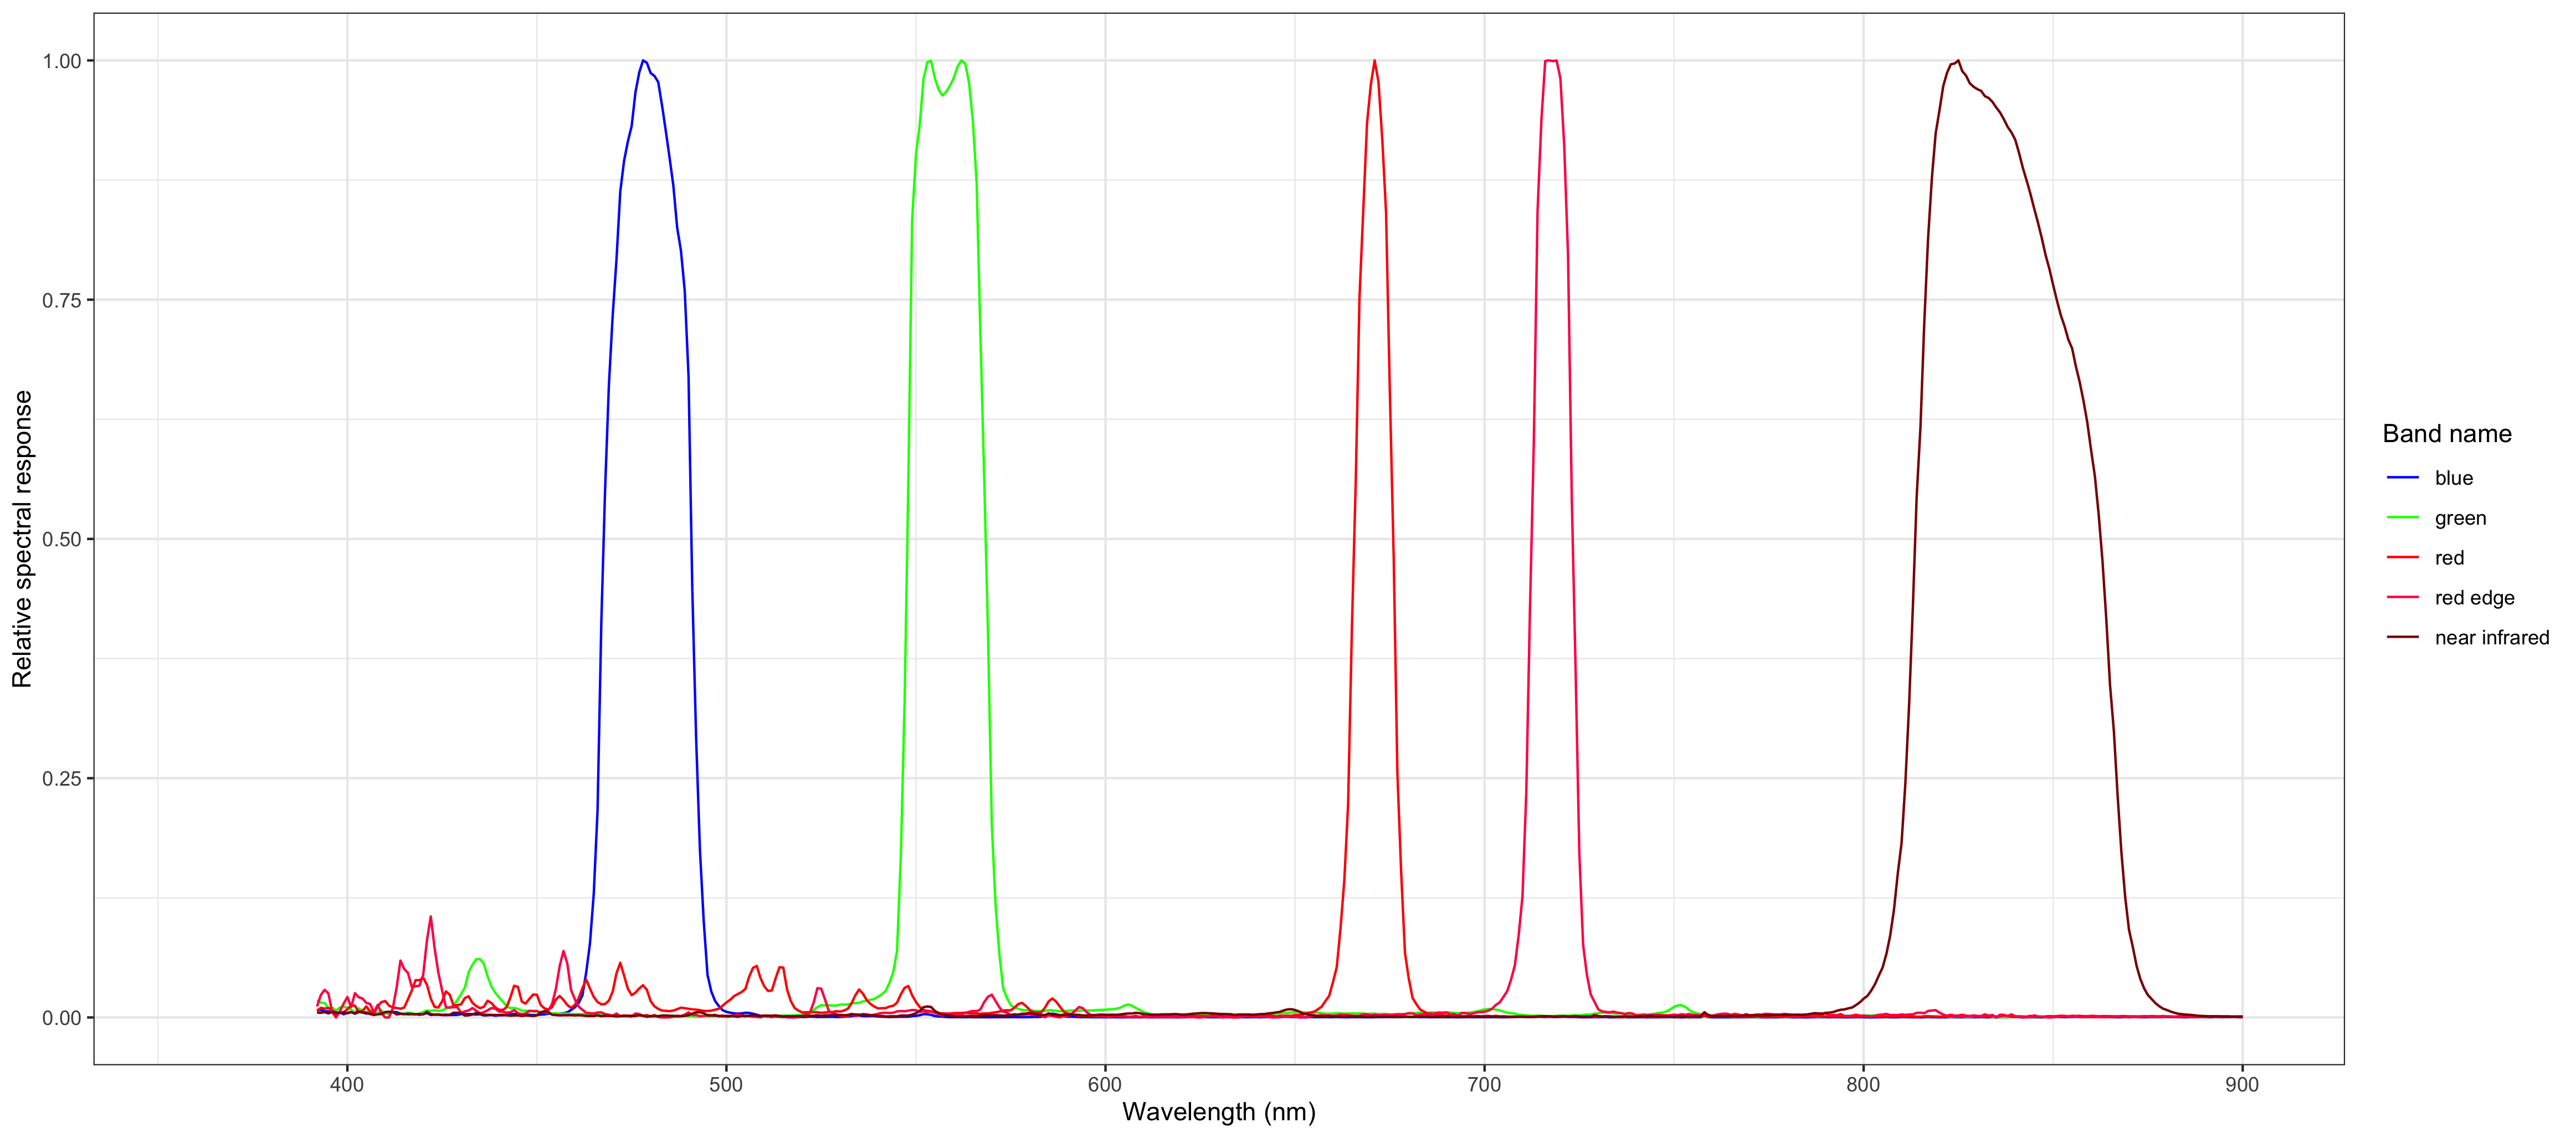 1.00
0.75
0.50
0.25
0.00
Relative spectral response
400 500 600 700 800 900
Wavelength (nm)
Band name
blue
green
red
red edge
near infrared